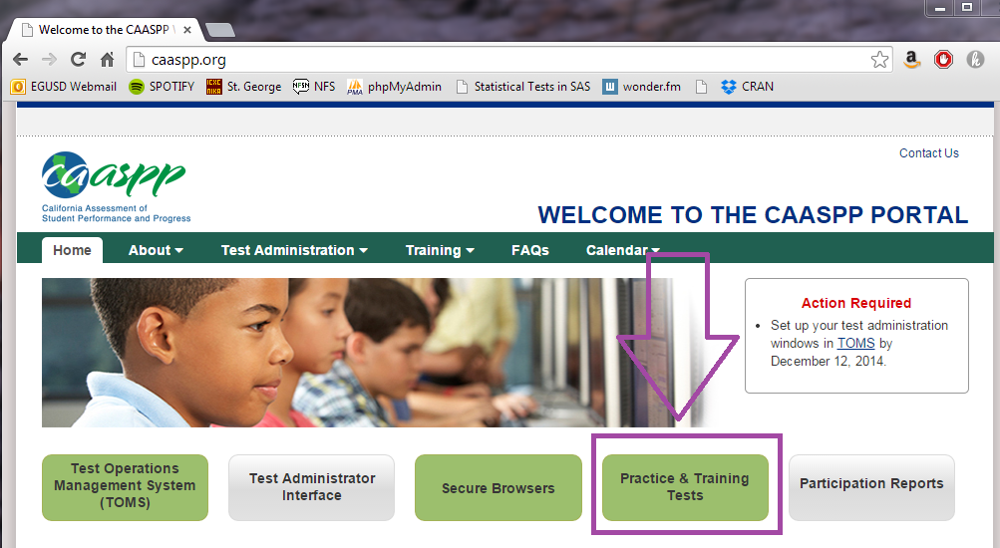 Welcome to the CAASPP
caaspp.org
EGUSD Webmail SPOTIFY St. George NFS phpMyAdmin Statistical Tests in SAS wonder.fm CRAN
Contact Us
caaspp
California Assessment of
Student Performance and Progress
WELCOME TO THE CAASPP PORTAL
Home About Test Administration Training FAQs Calendar
Action Required
Set up your test administration
windows in TOMS by
December 12, 2014.
Test Operations
Management System
(TOMS)
Test Administrator
Interface
Secure Browsers
Practice & Training
Tests
Participation Reports